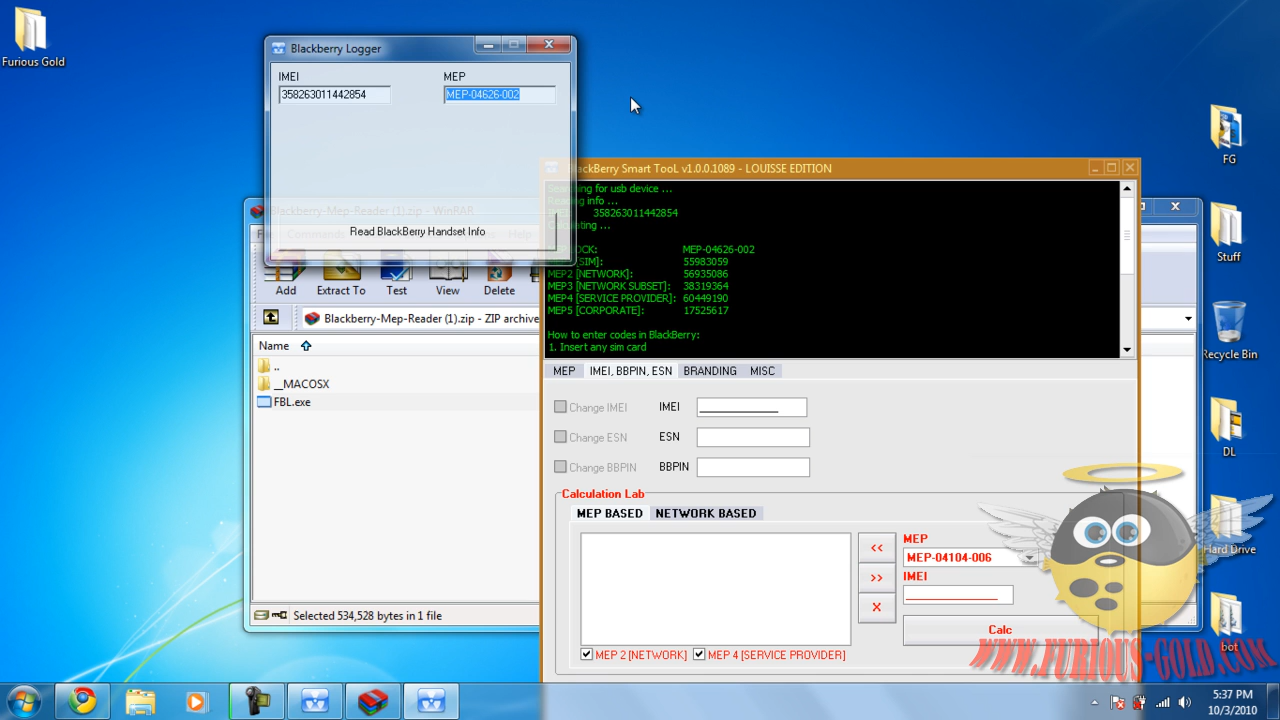 Furious Gold
Blackberry Logger
IMEI
MEP
358263011442854
MEP-04626-002
Read BlackBerry Handset Info
Blackberry-Mep-Reader (1).zip - WinRAR
Add
Extract To
Test
View
Delete
Blackberry-Mep-Reader (1).zip - ZIP archive
Name
..
__MACOSX
FBL.exe
Selected 534,528 bytes in 1 file
BlackBerry Smart TooL v1.0.0.1089 - LOUISSE EDITION
Searching for usb device ...
Reading info ...
358263011442854
Calculating ...
MEP-04626-002
[SIM]: 55983059
MEP2 [NETWORK]: 56935086
MEP3 [NETWORK SUBSET]: 38319364
MEP4 [SERVICE PROVIDER]: 60449190
MEP5 [CORPORATE]: 17525617
How to enter codes in BlackBerry:
1. Insert any sim card
MEP
IMEI, BBPIN, ESN
BRANDING
MISC
Change IMEI
IMEI
Change ESN
ESN
Change BBPIN
BBPIN
Calculation Lab
MEP BASED
NETWORK BASED
<<
>>
X
MEP
MEP-04104-006
IMEI
Calc
MEP 2 [NETWORK]
MEP 4 [SERVICE PROVIDER]
WWW.FURIOUS-GOLD.COM
FG
Stuff
Recycle Bin
DL
Hard Drive
bot
5:37 PM
10/3/2010